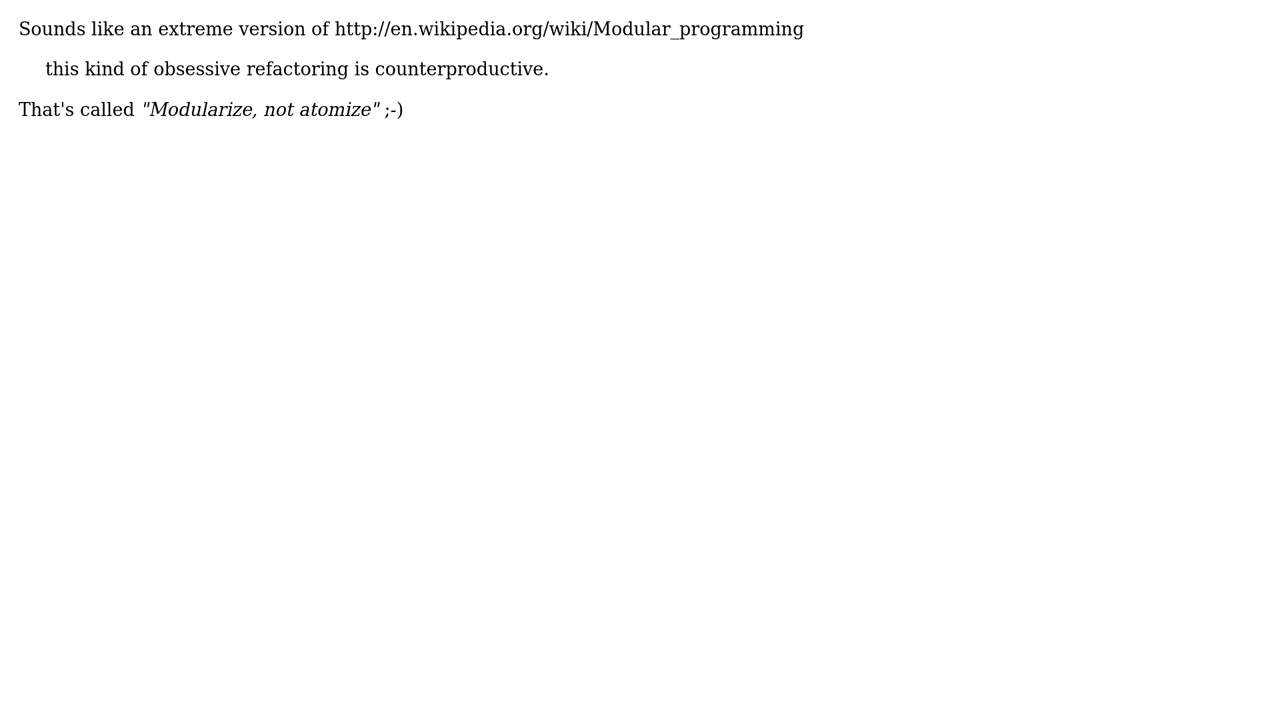 Sounds like an extreme version of http://en.wikipedia.org/wiki/Modular_programming
this kind of obsessive refactoring is counterproductive.
That's called "Modularize, not atomize" ;-)